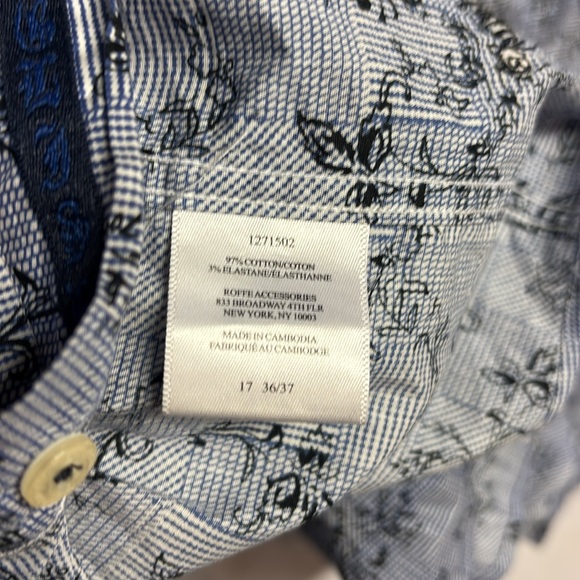 1271502
97% COTTON/COTON
3% ELASTANE/ELASTHANNE
ROFFE ACCESSORIES
833 BROADWAY 4TH FLR
NEW YORK, NY 10003
MADE IN CAMBODIA
FABRIQUÉ AU CAMBODGE
17 36/37